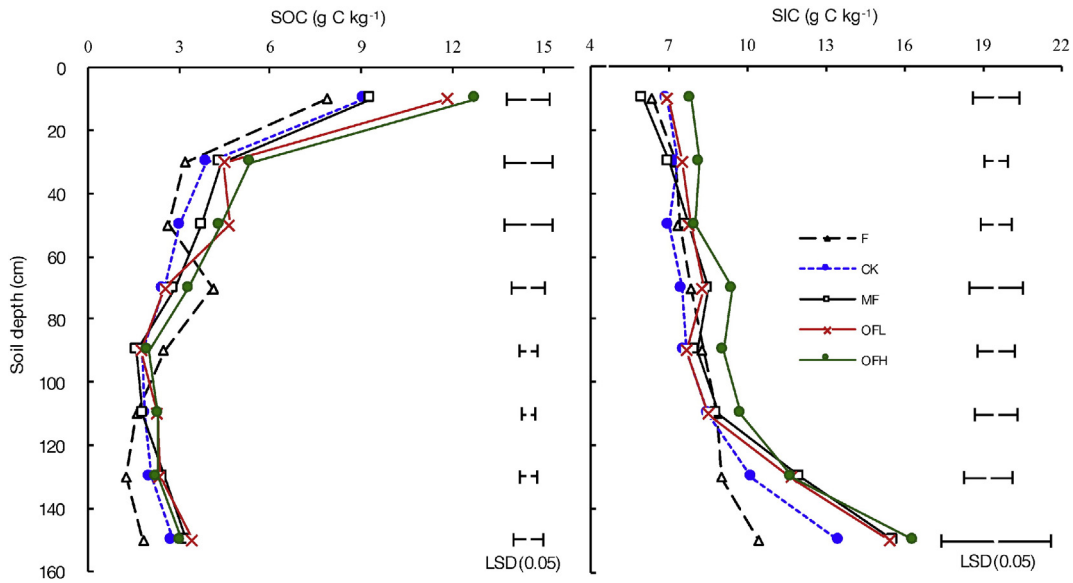 SOC (g C kg⁻¹)
0 3 6 9 12 15
Soil depth (cm)
0
20
40
60
80
100
120
140
160
LSD (0.05)
SIC (g C kg⁻¹)
4 7 10 13 16 19 22
F
CK
MF
OFL
OFH
LSD (0.05)